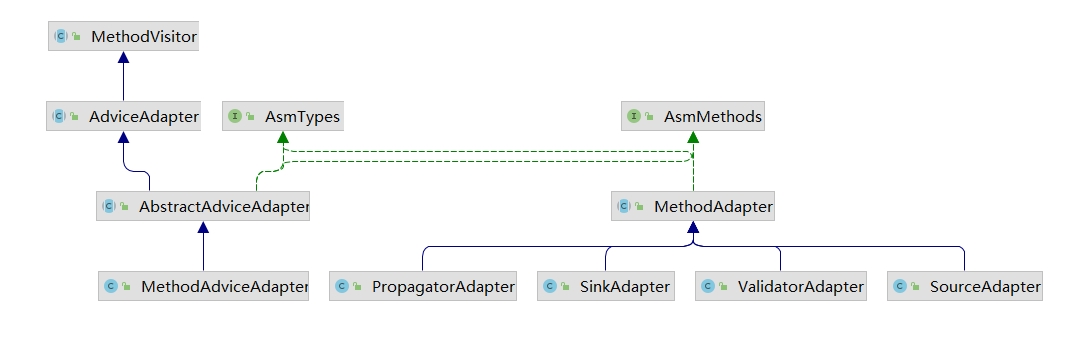 MethodVisitor
AdviceAdapter
AsmTypes
AsmMethods
AbstractAdviceAdapter
MethodAdapter
MethodAdviceAdapter
PropagatorAdapter
SinkAdapter
ValidatorAdapter
SourceAdapter